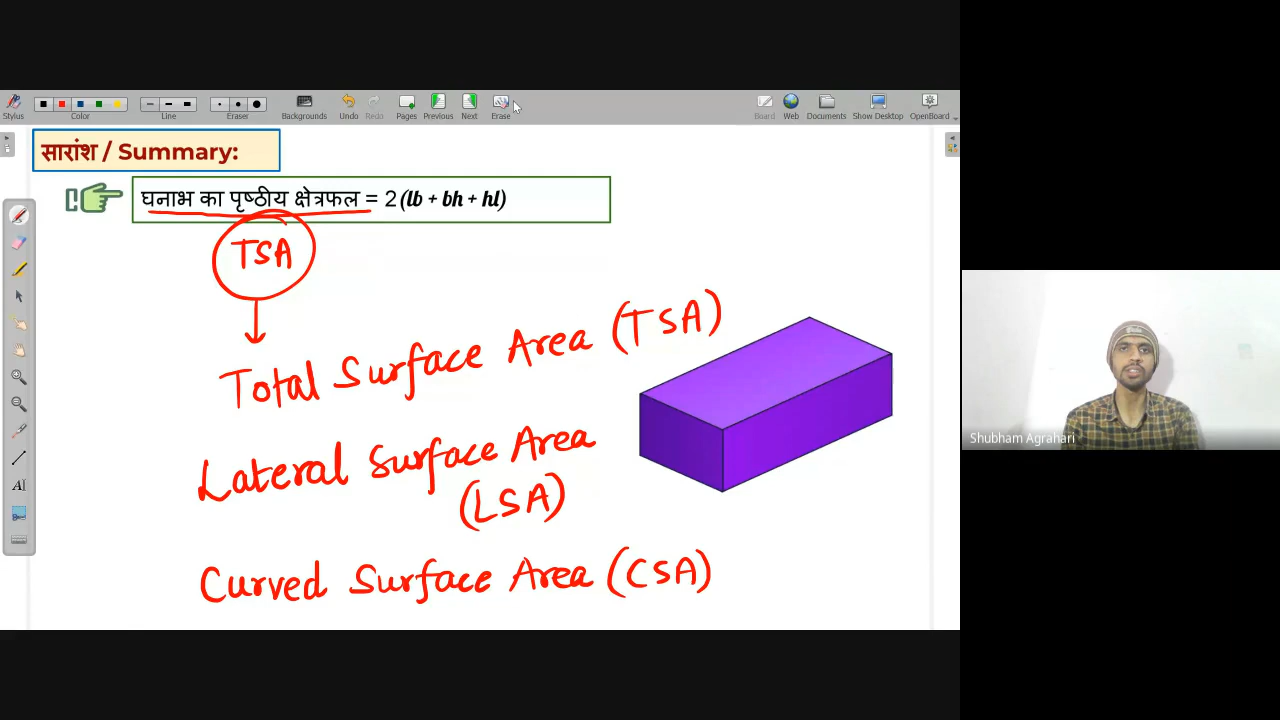 Stylus
Color
Line
Eraser
Backgrounds
Undo
Redo
Pages
Previous
Next
Erase
Board
Web
Documents
Show Desktop
OpenBoard
सारांश / Summary:
घनाभ का पृष्ठीय क्षेत्रफल = 2(lb + bh + hl)
TSA
Total Surface Area (TSA)
Lateral Surface Area
(LSA)
Curved Surface Area (CSA)
Shubham Agrahari